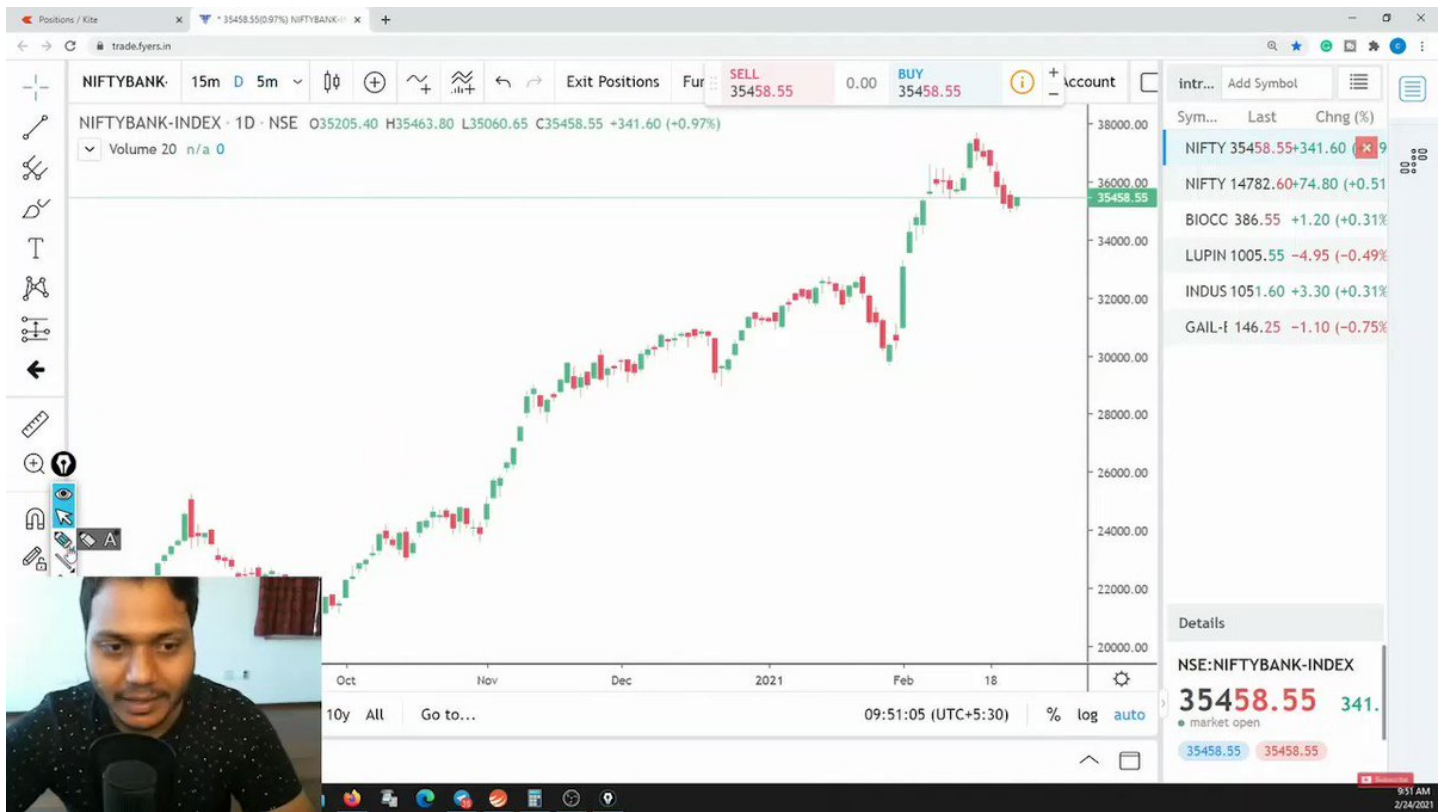 Positions / Kite
* 35458.55(0.97%) NIFTYBANK-I
trade.fyers.in
NIFTYBANK- 15m D 5m Exit Positions Fur
SELL 35458.55 0.00 BUY 35458.55
Account
NIFTYBANK-INDEX · 1D · NSE O35205.40 H35463.80 L35060.65 C35458.55 +341.60 (+0.97%)
Volume 20 n/a 0
38000.00
36000.00
35458.55
34000.00
32000.00
30000.00
28000.00
26000.00
24000.00
22000.00
20000.00
T
A
Oct Nov Dec 2021 Feb 18
10y All Go to...
09:51:05 (UTC+5:30) % log auto
intr... Add Symbol
Sym... Last Chng (%)
NIFTY 35458.55 +341.60
NIFTY 14782.60 +74.80 (+0.51
BIOCC 386.55 +1.20 (+0.31%
LUPIN 1005.55 −4.95 (−0.49%
INDUS 1051.60 +3.30 (+0.31%
GAIL-E 146.25 −1.10 (−0.75%
Details
NSE:NIFTYBANK-INDEX
35458.55 341.
market open
35458.55 35458.55
Subscribe
9:51 AM
2/24/2021